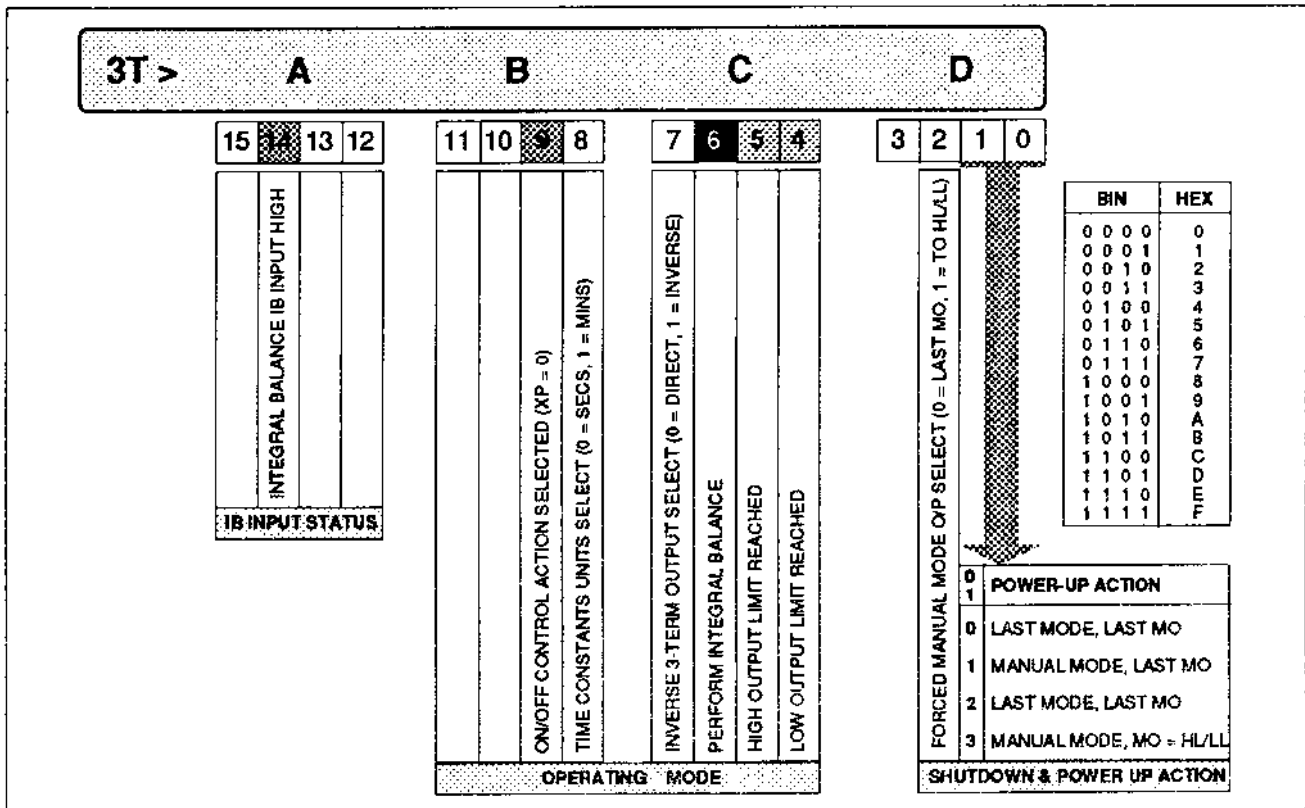 3T > A B C D
15 14 13 12
11 10 9 8
7 6 5 4
3 2 1 0
INTEGRAL BALANCE IB INPUT HIGH
IB INPUT STATUS
ON/OFF CONTROL ACTION SELECTED (XP = 0)
TIME CONSTANTS UNITS SELECT (0 = SECS, 1 = MINS)
INVERSE 3-TERM OUTPUT SELECT (0 = DIRECT, 1 = INVERSE)
PERFORM INTEGRAL BALANCE
HIGH OUTPUT LIMIT REACHED
LOW OUTPUT LIMIT REACHED
OPERATING MODE
FORCED MANUAL MODE O/P SELECT (0 = LAST MO, 1 = TO HL/LL)
BIN HEX
0 0 0 0 0
0 0 0 1 1
0 0 1 0 2
0 0 1 1 3
0 1 0 0 4
0 1 0 1 5
0 1 1 0 6
0 1 1 1 7
1 0 0 0 8
1 0 0 1 9
1 0 1 0 A
1 0 1 1 B
1 1 0 0 C
1 1 0 1 D
1 1 1 0 E
1 1 1 1 F
0
1
POWER-UP ACTION
0 LAST MODE, LAST MO
1 MANUAL MODE, LAST MO
2 LAST MODE, LAST MO
3 MANUAL MODE, MO = HL/LL
SHUTDOWN & POWER UP ACTION